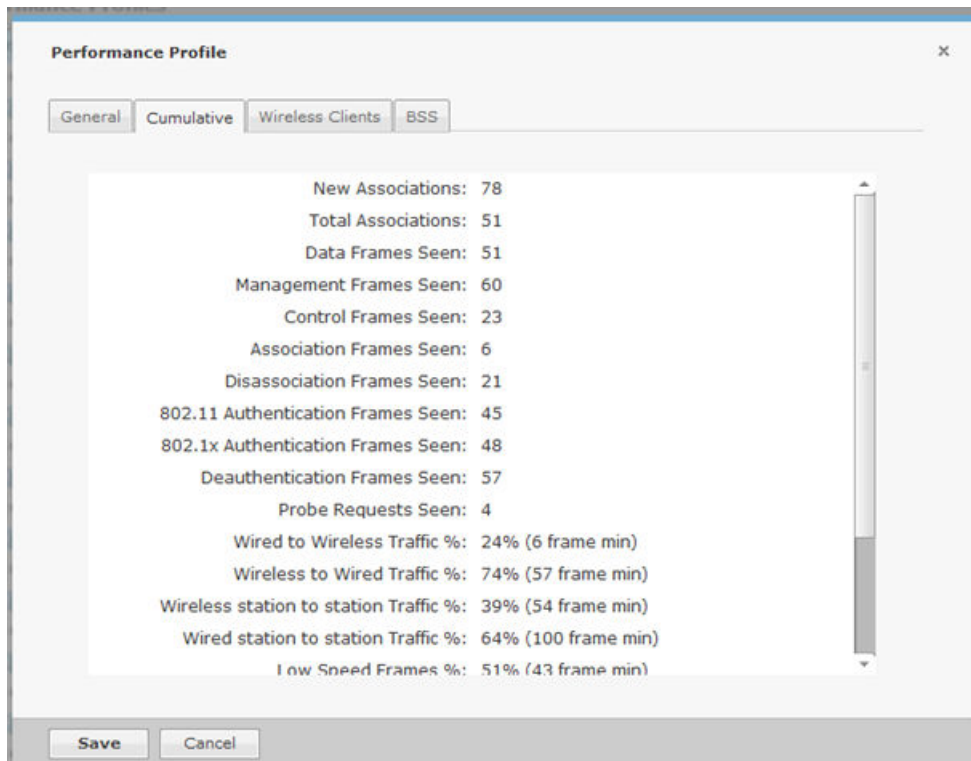 Performance Profile
×
General Cumulative Wireless Clients BSS
New Associations: 78
Total Associations: 51
Data Frames Seen: 51
Management Frames Seen: 60
Control Frames Seen: 23
Association Frames Seen: 6
Disassociation Frames Seen: 21
802.11 Authentication Frames Seen: 45
802.1x Authentication Frames Seen: 48
Deauthentication Frames Seen: 57
Probe Requests Seen: 4
Wired to Wireless Traffic %: 24% (6 frame min)
Wireless to Wired Traffic %: 74% (57 frame min)
Wireless station to station Traffic %: 39% (54 frame min)
Wired station to station Traffic %: 64% (100 frame min)
Low Speed Frames %: 51% (43 frame min)
Save Cancel